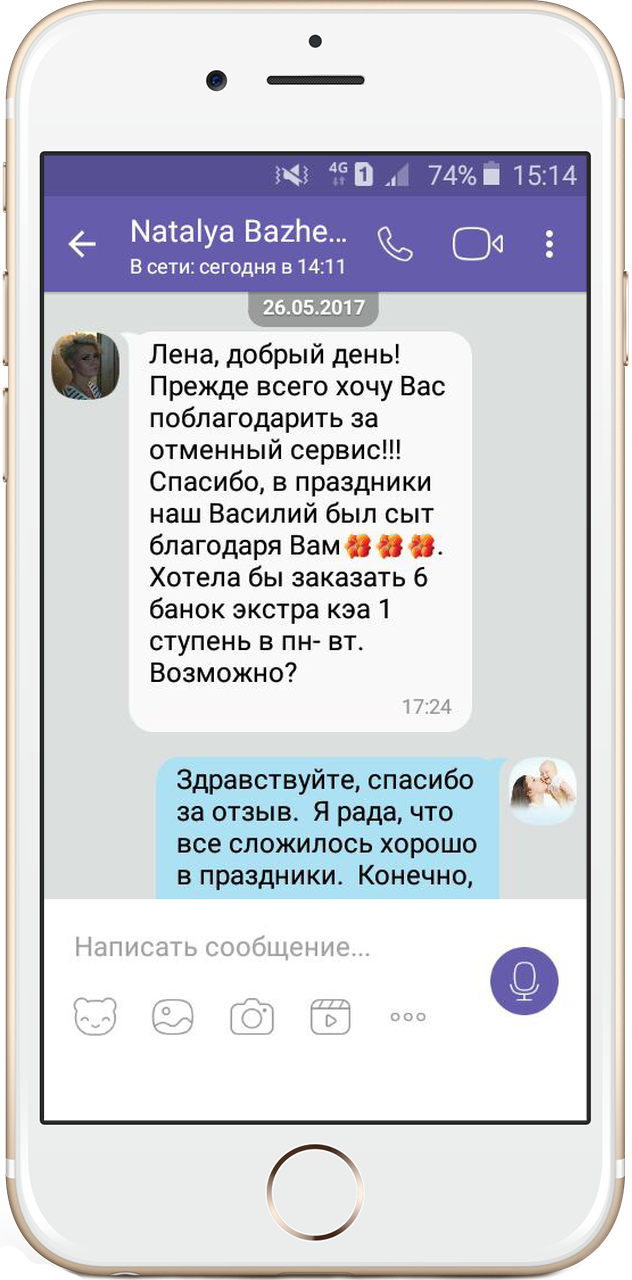 4G 1 74% 15:14
Natalya Bazhe...
В сети: сегодня в 14:11
26.05.2017
Лена, добрый день!
Прежде всего хочу Вас
поблагодарить за
отменный сервис!!!
Спасибо, в праздники
наш Василий был сыт
благодаря Вам🌺🌺🌺.
Хотела бы заказать 6
банок экстра кэа 1
ступень в пн- вт.
Возможно?
17:24
Здравствуйте, спасибо
за отзыв.  Я рада, что
все сложилось хорошо
в праздники.  Конечно,
Написать сообщение...